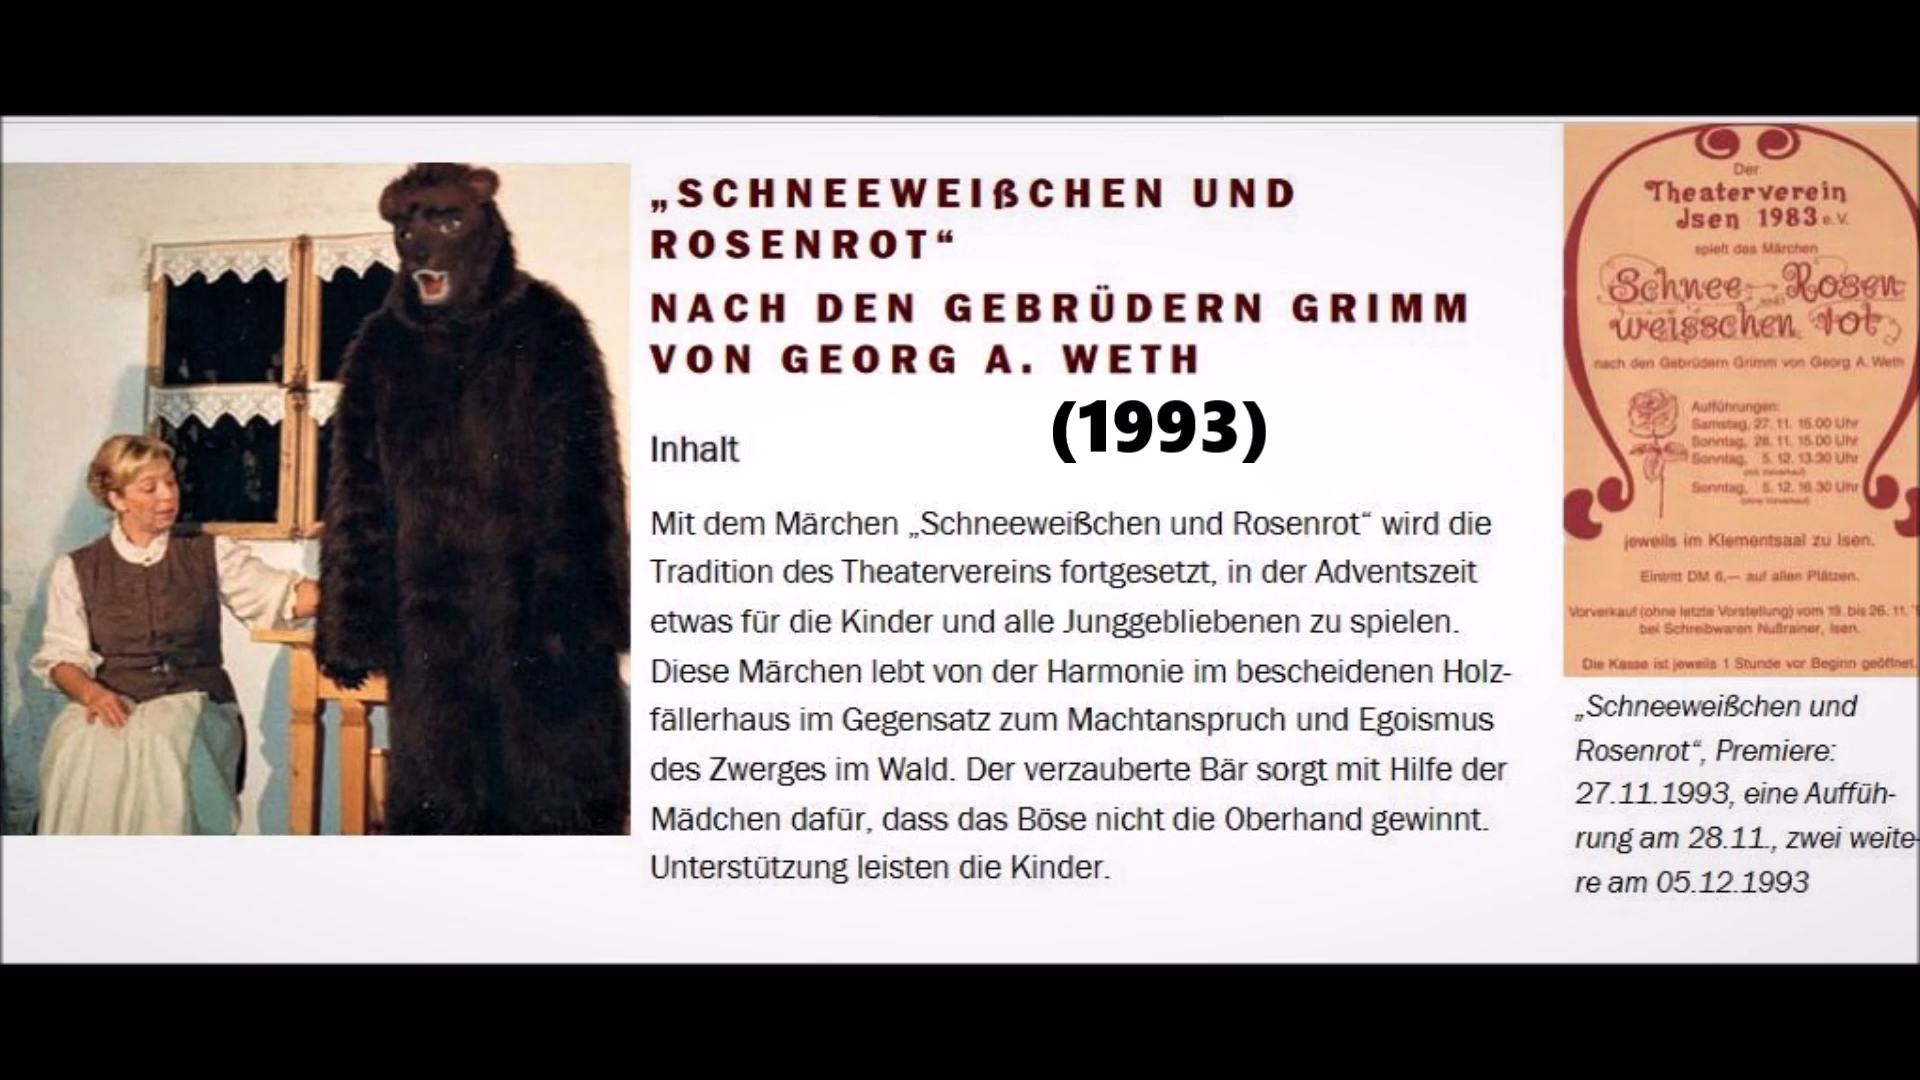 „SCHNEEWEIßCHEN UND
ROSENROT“
NACH DEN GEBRÜDERN GRIMM
VON GEORG A. WETH
(1993)
Inhalt
Mit dem Märchen „Schneeweißchen und Rosenrot“ wird die
Tradition des Theatervereins fortgesetzt, in der Adventszeit
etwas für die Kinder und alle Junggebliebenen zu spielen.
Diese Märchen lebt von der Harmonie im bescheidenen Holz-
fällerhaus im Gegensatz zum Machtanspruch und Egoismus
des Zwerges im Wald. Der verzauberte Bär sorgt mit Hilfe der
Mädchen dafür, dass das Böse nicht die Oberhand gewinnt.
Unterstützung leisten die Kinder.
Der
Theaterverein
Jsen 1983 e.V.
spielt das Märchen
Schnee- und Rosen
weisschen rot
nach den Gebrüdern Grimm von Georg A. Weth
Aufführungen:
Samstag, 27. 11. 15.00 Uhr
Sonntag, 28. 11. 15.00 Uhr
Sonntag, 5. 12. 13.30 Uhr
(mit Vorverkauf)
Sonntag, 5. 12. 16.30 Uhr
(ohne Vorverkauf)
jeweils im Klementsaal zu Isen.
Eintritt DM 6,— auf allen Plätzen.
Vorverkauf (ohne letzte Vorstellung) vom 19. bis 26. 11.
bei Schreibwaren Nußrainer, Isen.
Die Kasse ist jeweils 1 Stunde vor Beginn geöffnet.
„Schneeweißchen und
Rosenrot“, Premiere:
27.11.1993, eine Auffüh-
rung am 28.11., zwei weite-
re am 05.12.1993